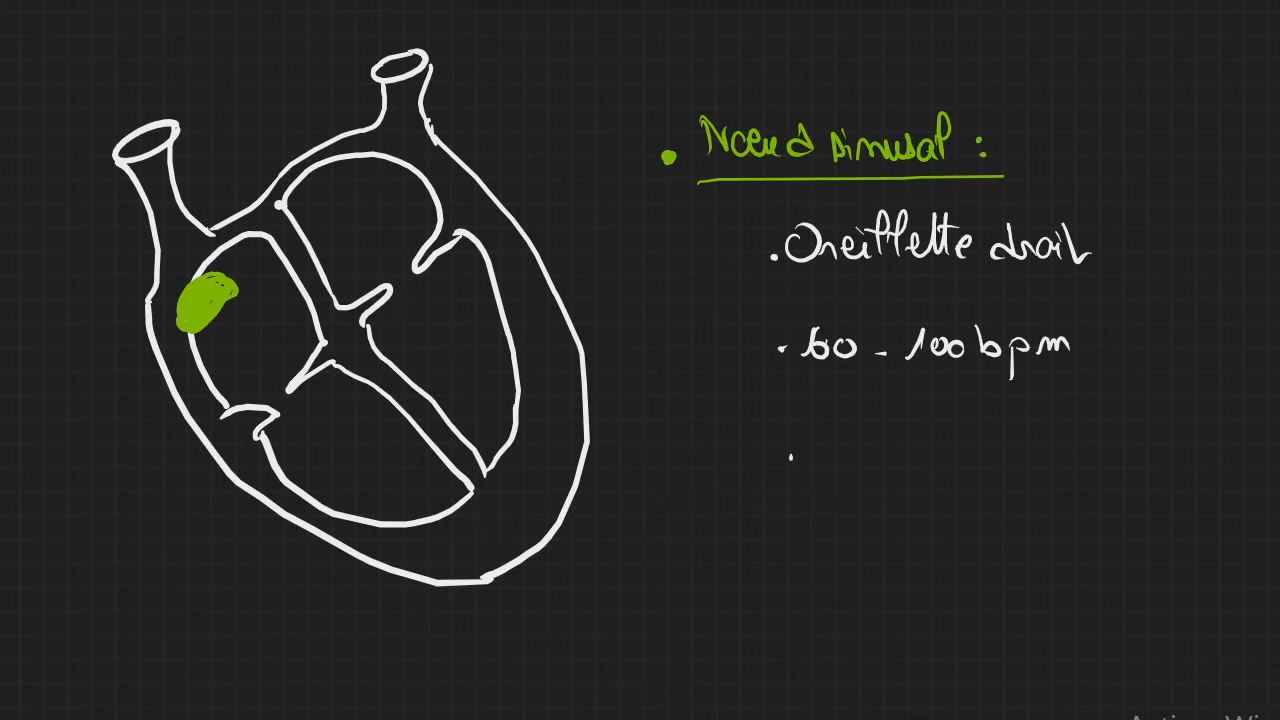 • Noeud sinusal :
. Oreillette droit
. 60 - 100 bpm
.